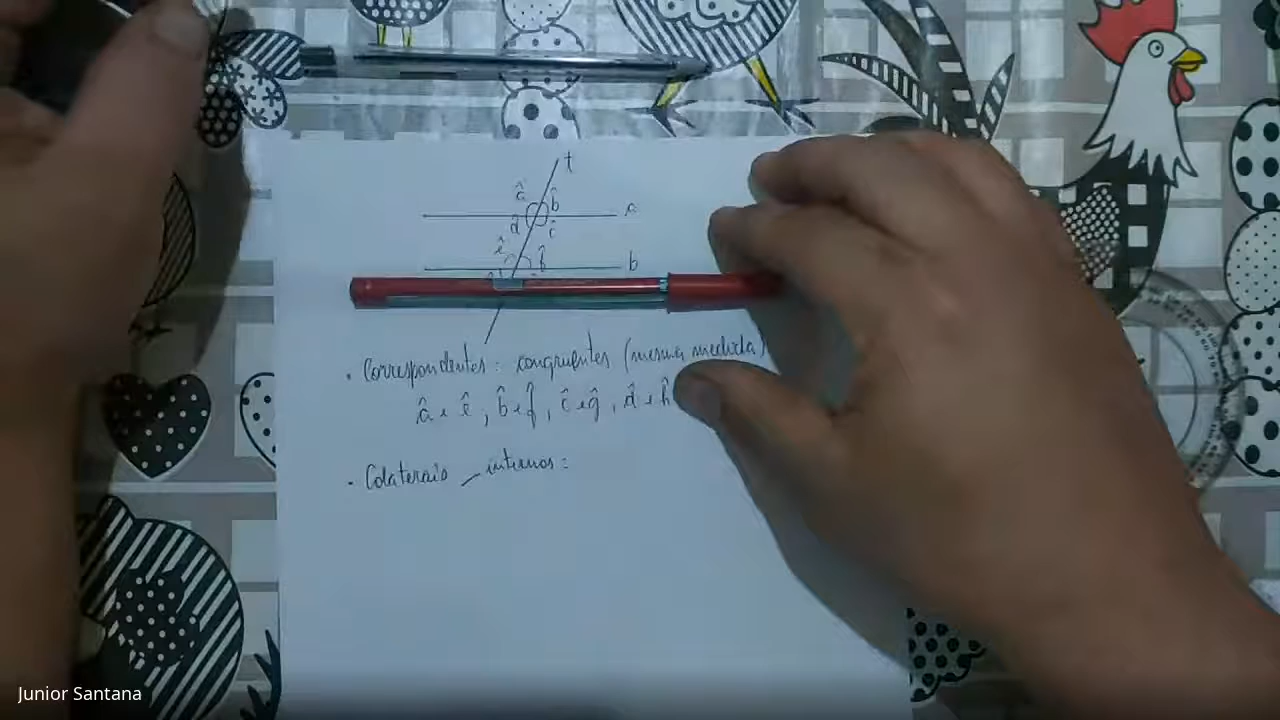 t
â b̂
a
d̂ ĉ
ê f̂
b
. Correspondentes: congruentes (mesma medida)
â e ê, b̂ e f̂, ĉ e ĝ, d̂ e ĥ
. Colaterais internos:
Junior Santana